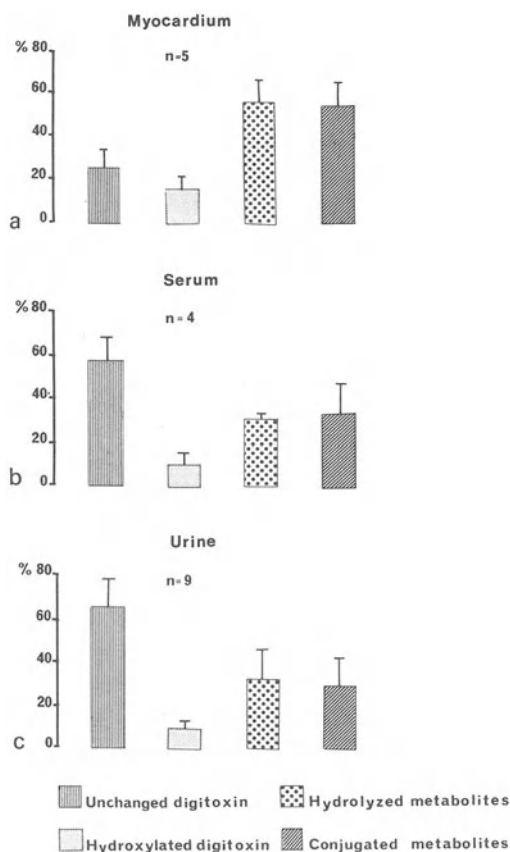 Myocardium
% 80
n=5
60
40
20
0
a
Serum
% 80
n= 4
60
40
20
0
b
Urine
% 80
n=9
60
40
20
0
c
Unchanged digitoxin
Hydrolyzed metabolites
Hydroxylated digitoxin
Conjugated metabolites